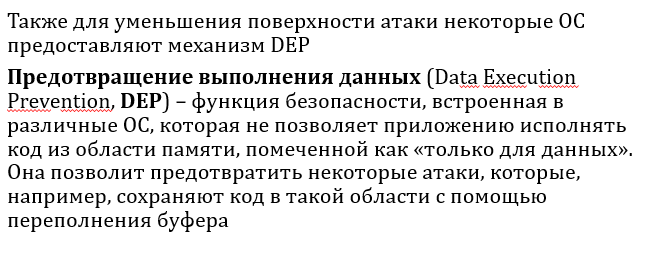 Также для уменьшения поверхности атаки некоторые ОС
предоставляют механизм DEP
Предотвращение выполнения данных (Data Execution
Prevention, DEP) – функция безопасности, встроенная в
различные ОС, которая не позволяет приложению исполнять
код из области памяти, помеченной как «только для данных».
Она позволит предотвратить некоторые атаки, которые,
например, сохраняют код в такой области с помощью
переполнения буфера